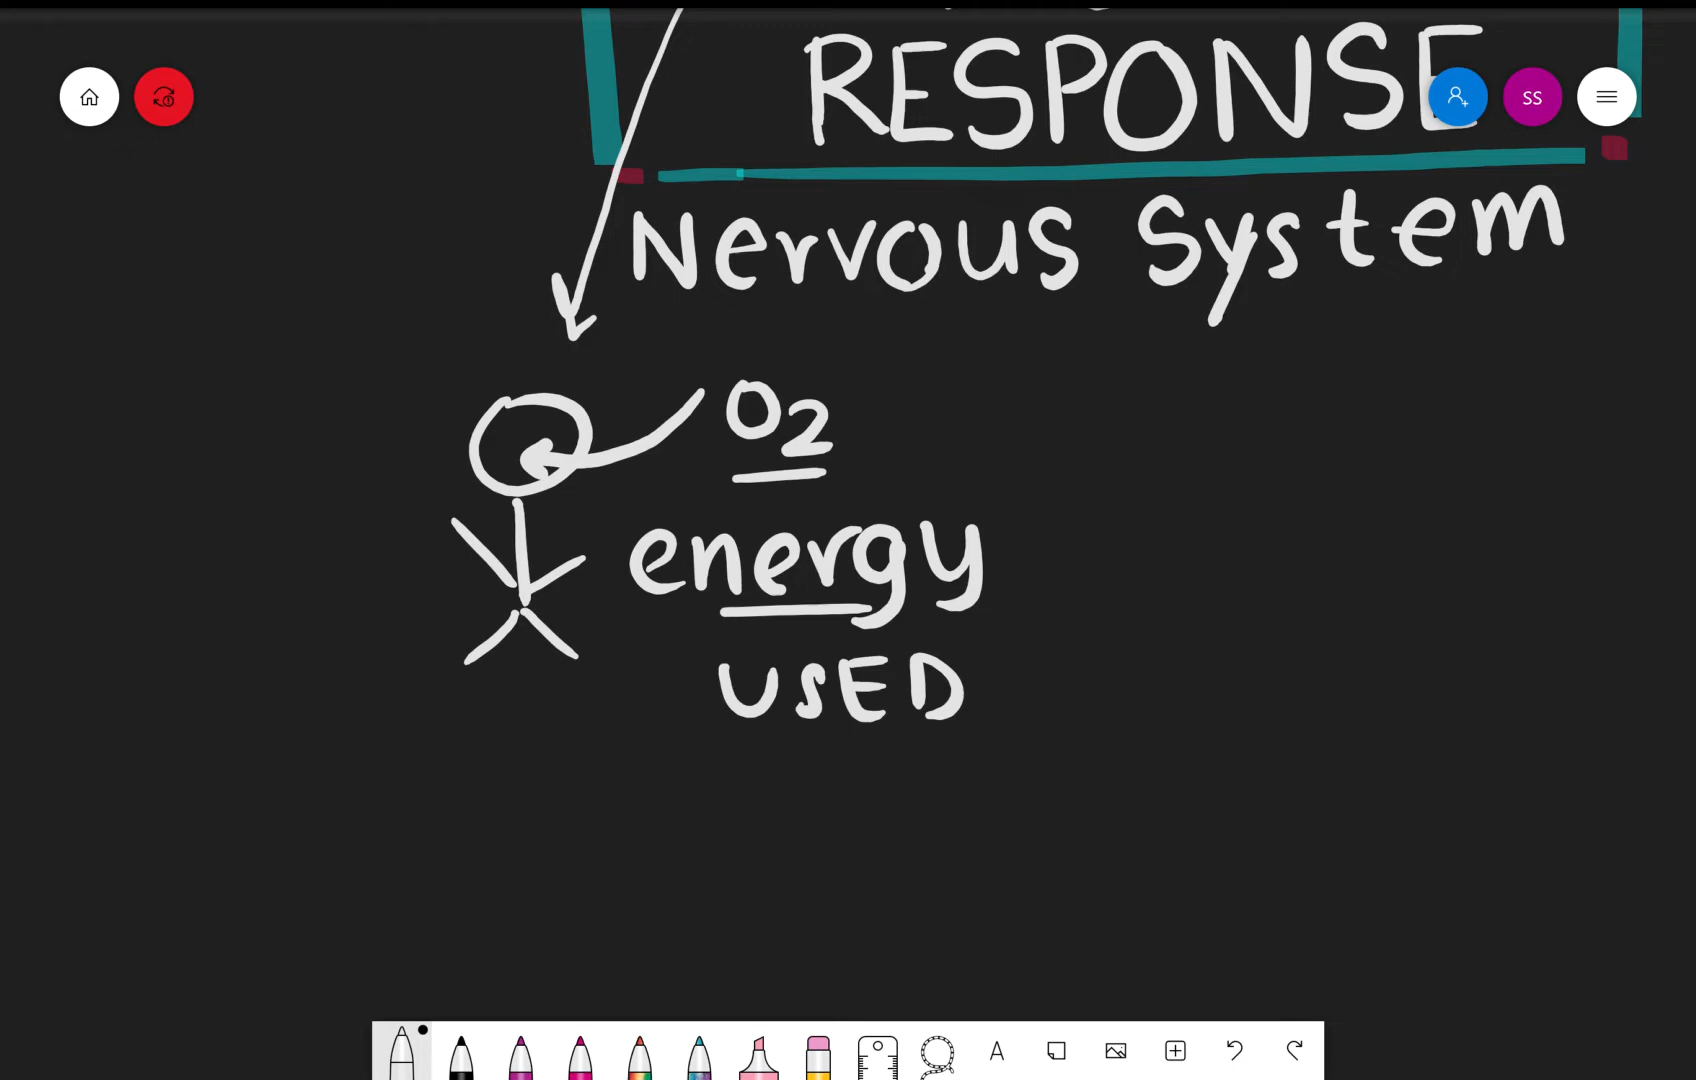 RESPONSE
SS
Nervous System
O2
energy
USED
A